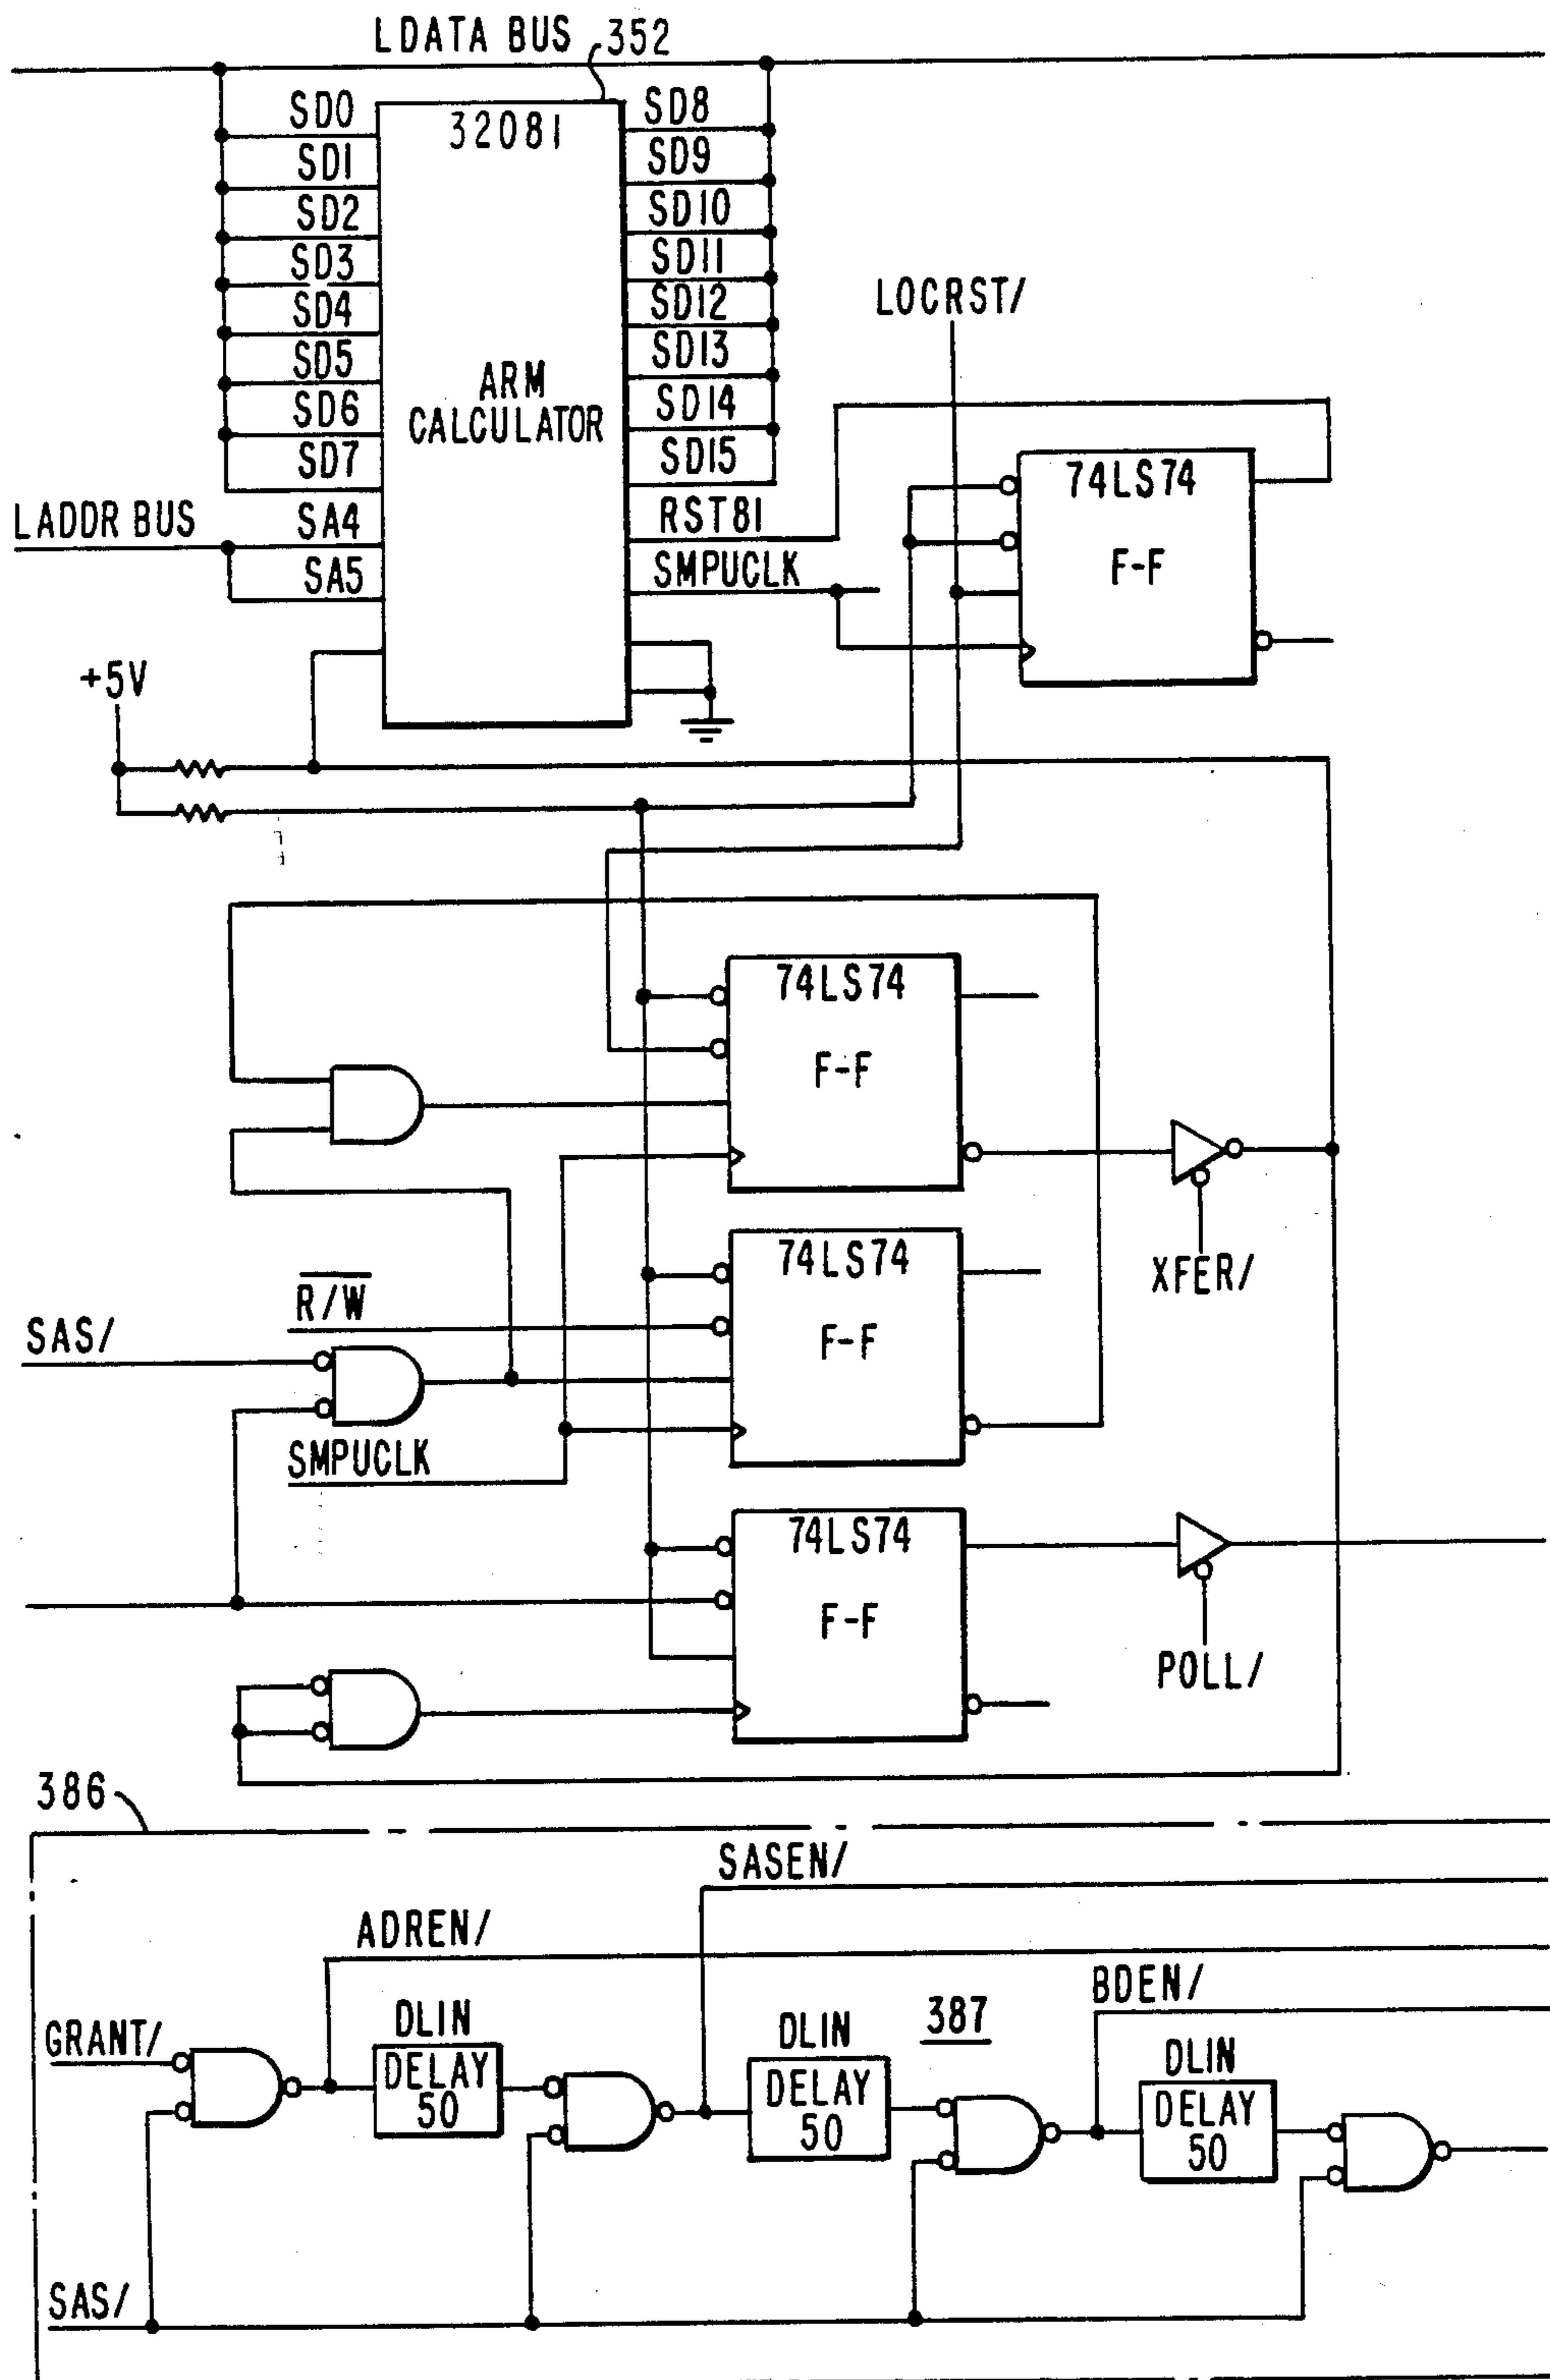 LDATA BUS
352
32081
ARM
CALCULATOR
SD0
SD1
SD2
SD3
SD4
SD5
SD6
SD7
SA4
SA5
SD8
SD9
SD10
SD11
SD12
SD13
SD14
SD15
RST81
SMPUCLK
LADDR BUS
+5V
LOCRST/
74LS74
F-F
74LS74
F-F
XFER/
R/W
74LS74
F-F
SAS/
SMPUCLK
74LS74
F-F
POLL/
386
SASEN/
ADREN/
BDEN/
GRANT/
DLIN
DELAY
50
DLIN
DELAY
50
387
DLIN
DELAY
50
SAS/